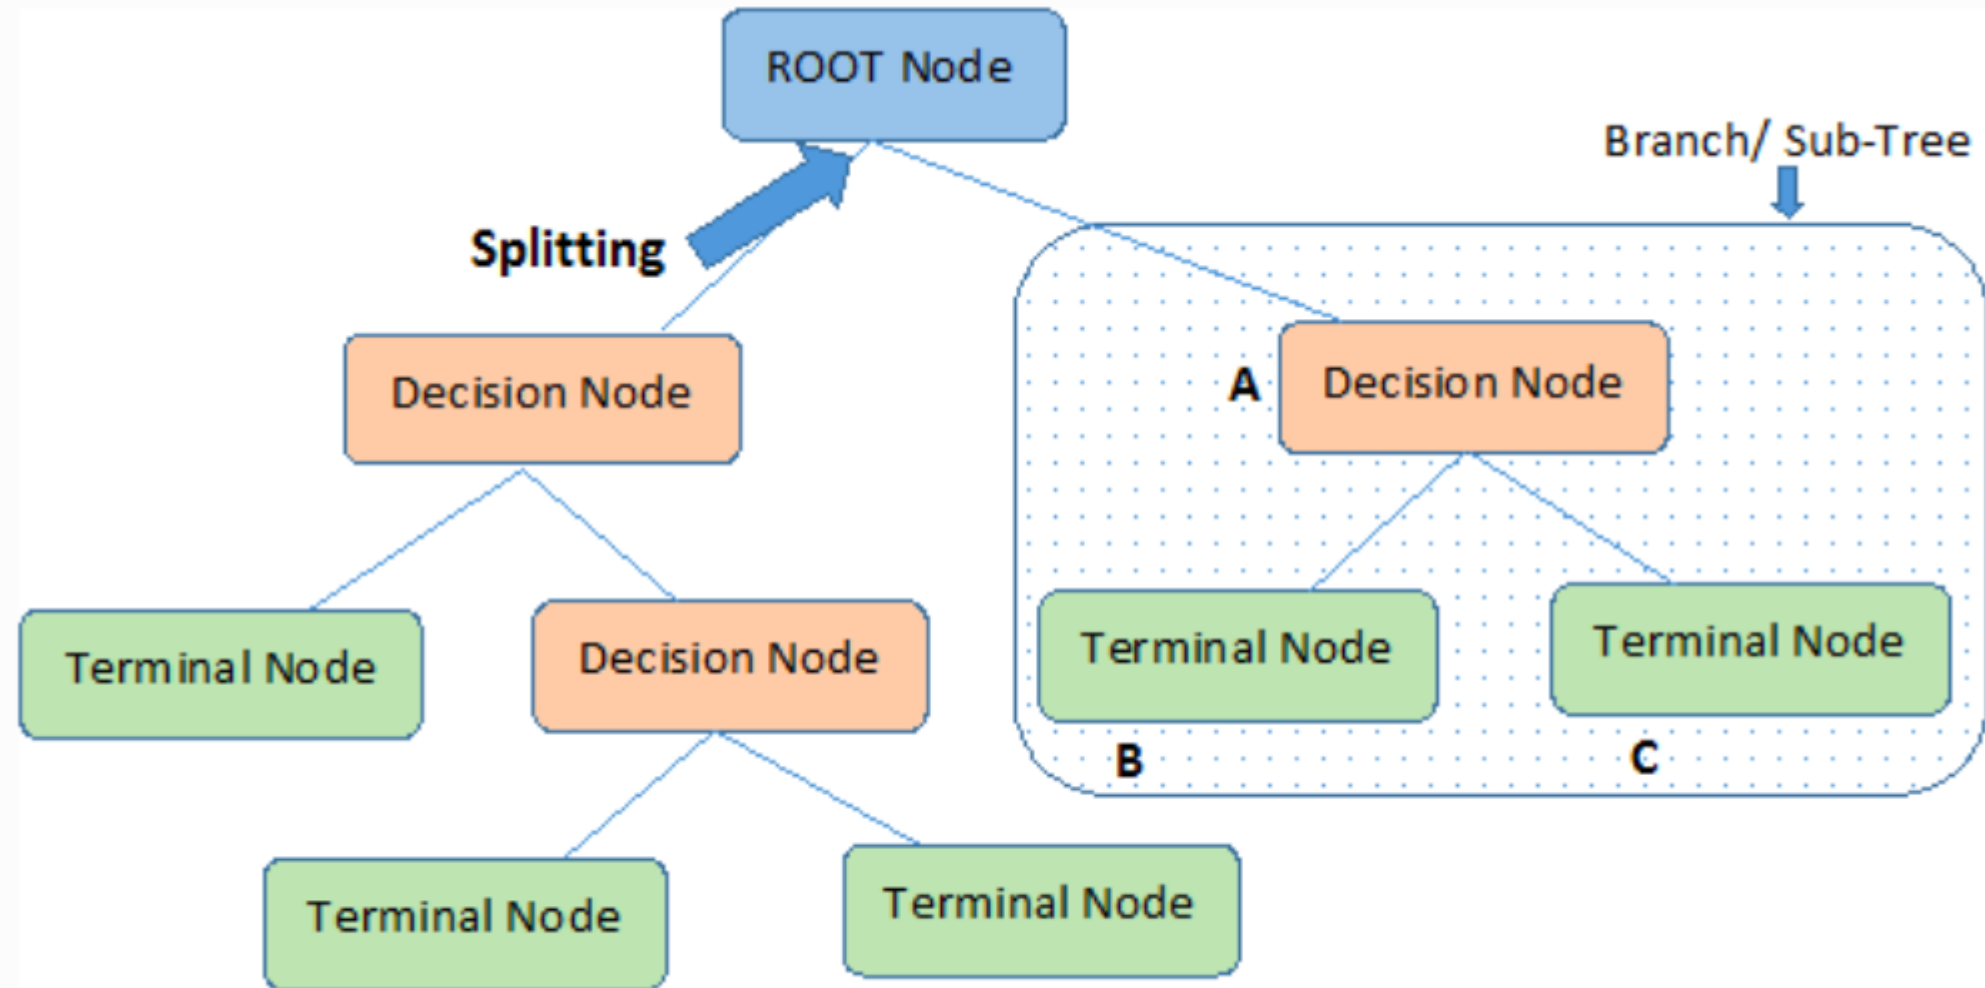 ROOT Node
Branch/ Sub-Tree
Splitting
Decision Node
A
Decision Node
Terminal Node
Decision Node
Terminal Node
Terminal Node
B
C
Terminal Node
Terminal Node